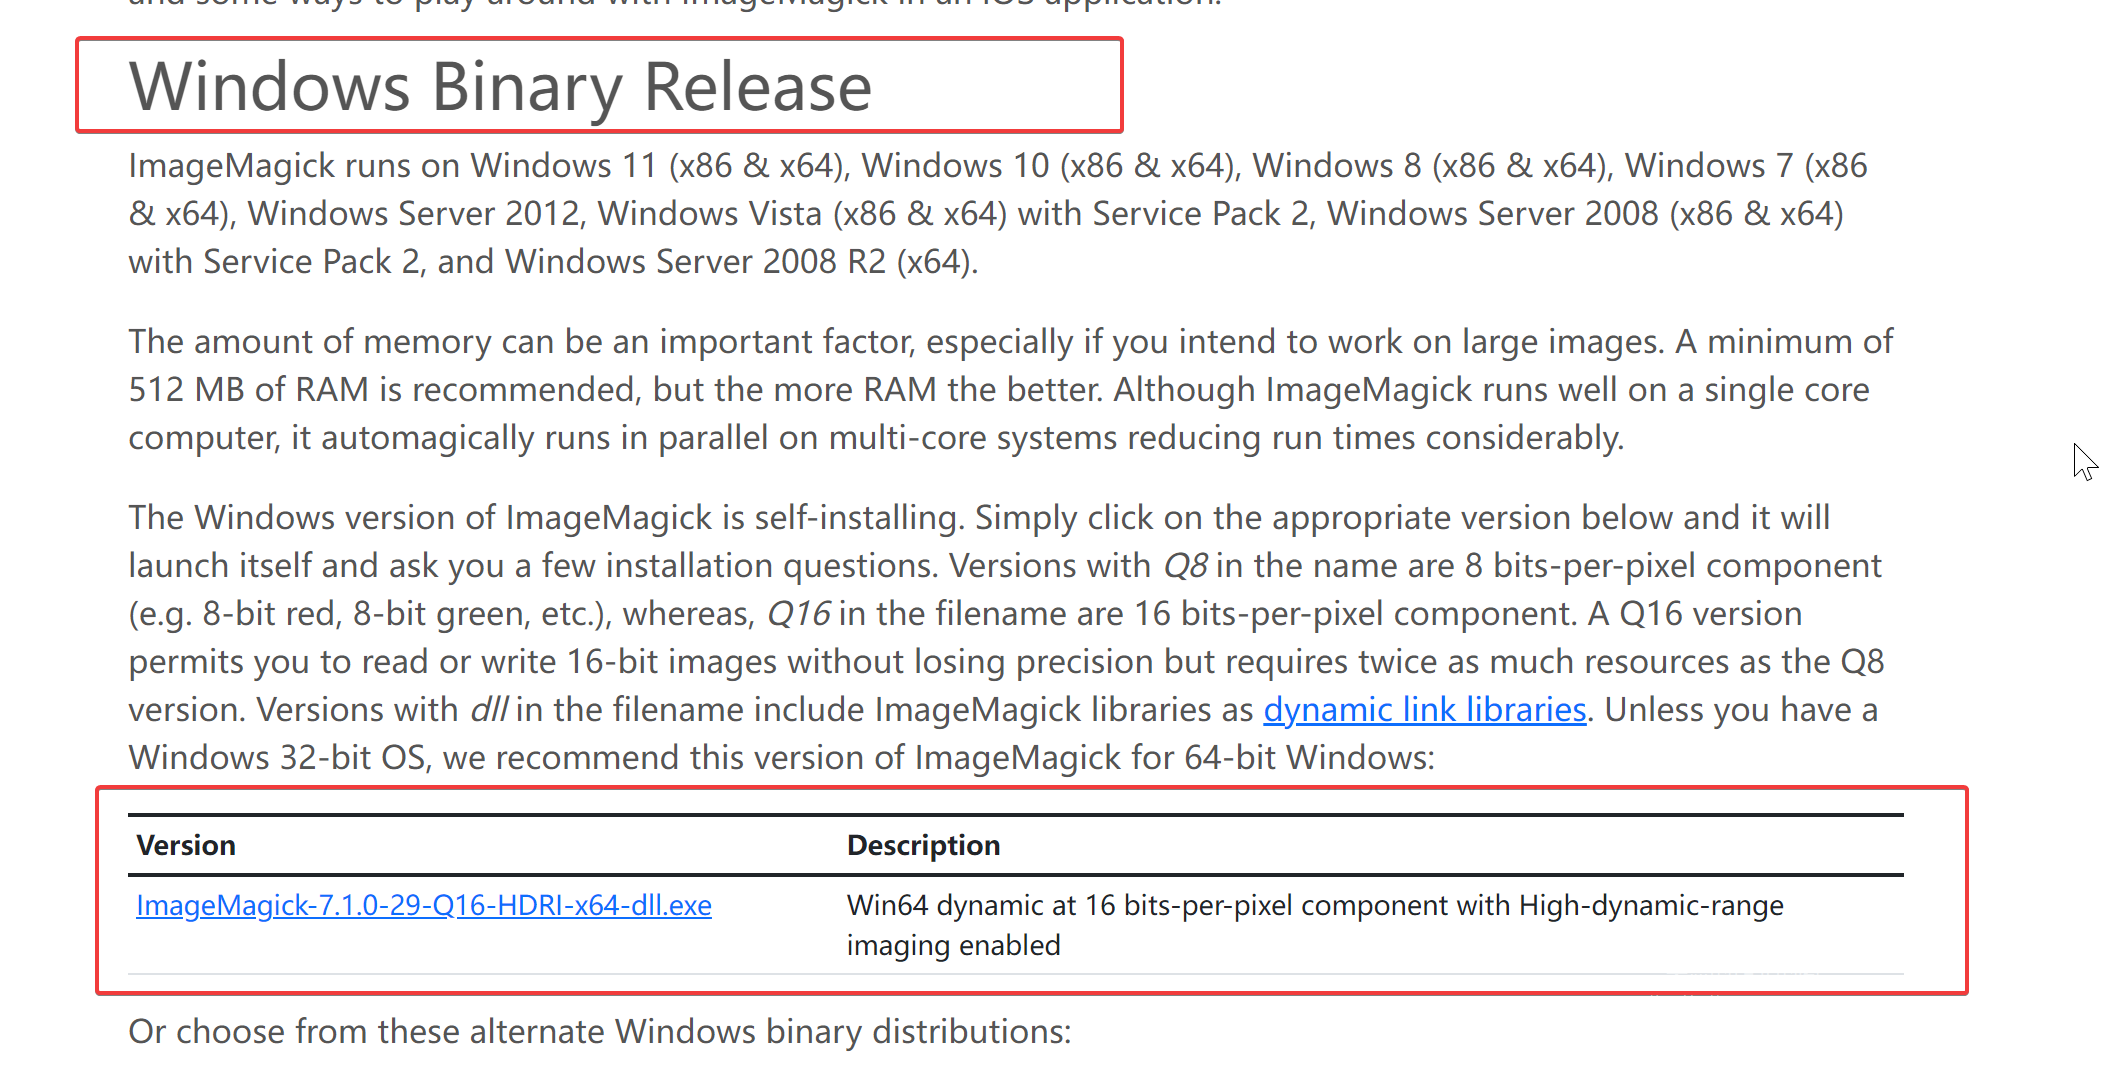 and some ways to play around with ImageMagick in an iOS application.
Windows Binary Release
ImageMagick runs on Windows 11 (x86 & x64), Windows 10 (x86 & x64), Windows 8 (x86 & x64), Windows 7 (x86
& x64), Windows Server 2012, Windows Vista (x86 & x64) with Service Pack 2, Windows Server 2008 (x86 & x64)
with Service Pack 2, and Windows Server 2008 R2 (x64).
The amount of memory can be an important factor, especially if you intend to work on large images. A minimum of
512 MB of RAM is recommended, but the more RAM the better. Although ImageMagick runs well on a single core
computer, it automagically runs in parallel on multi-core systems reducing run times considerably.
The Windows version of ImageMagick is self-installing. Simply click on the appropriate version below and it will
launch itself and ask you a few installation questions. Versions with Q8 in the name are 8 bits-per-pixel component
(e.g. 8-bit red, 8-bit green, etc.), whereas, Q16 in the filename are 16 bits-per-pixel component. A Q16 version
permits you to read or write 16-bit images without losing precision but requires twice as much resources as the Q8
version. Versions with dll in the filename include ImageMagick libraries as dynamic link libraries. Unless you have a
Windows 32-bit OS, we recommend this version of ImageMagick for 64-bit Windows:
Version Description
ImageMagick-7.1.0-29-Q16-HDRI-x64-dll.exe Win64 dynamic at 16 bits-per-pixel component with High-dynamic-range
imaging enabled
Or choose from these alternate Windows binary distributions: